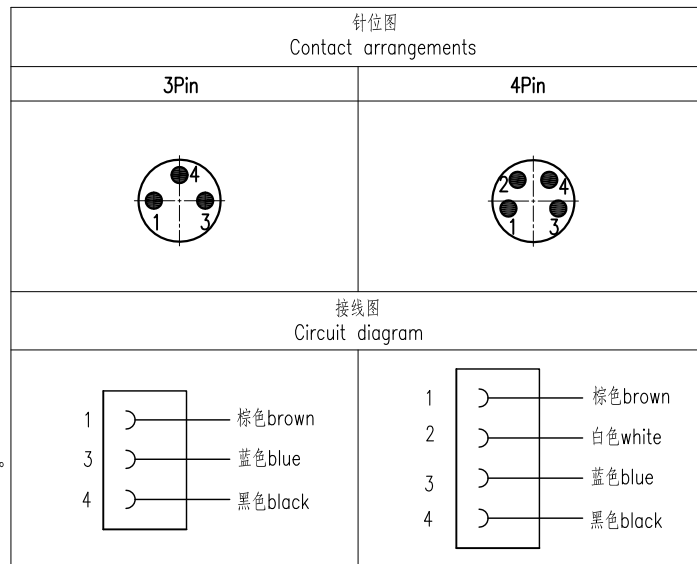 针位图
Contact arrangements
3Pin
4Pin
4
1
3
2
4
1
3
接线图
Circuit diagram
1
棕色brown
3
蓝色blue
4
黑色black
1
棕色brown
2
白色white
3
蓝色blue
4
黑色black
。